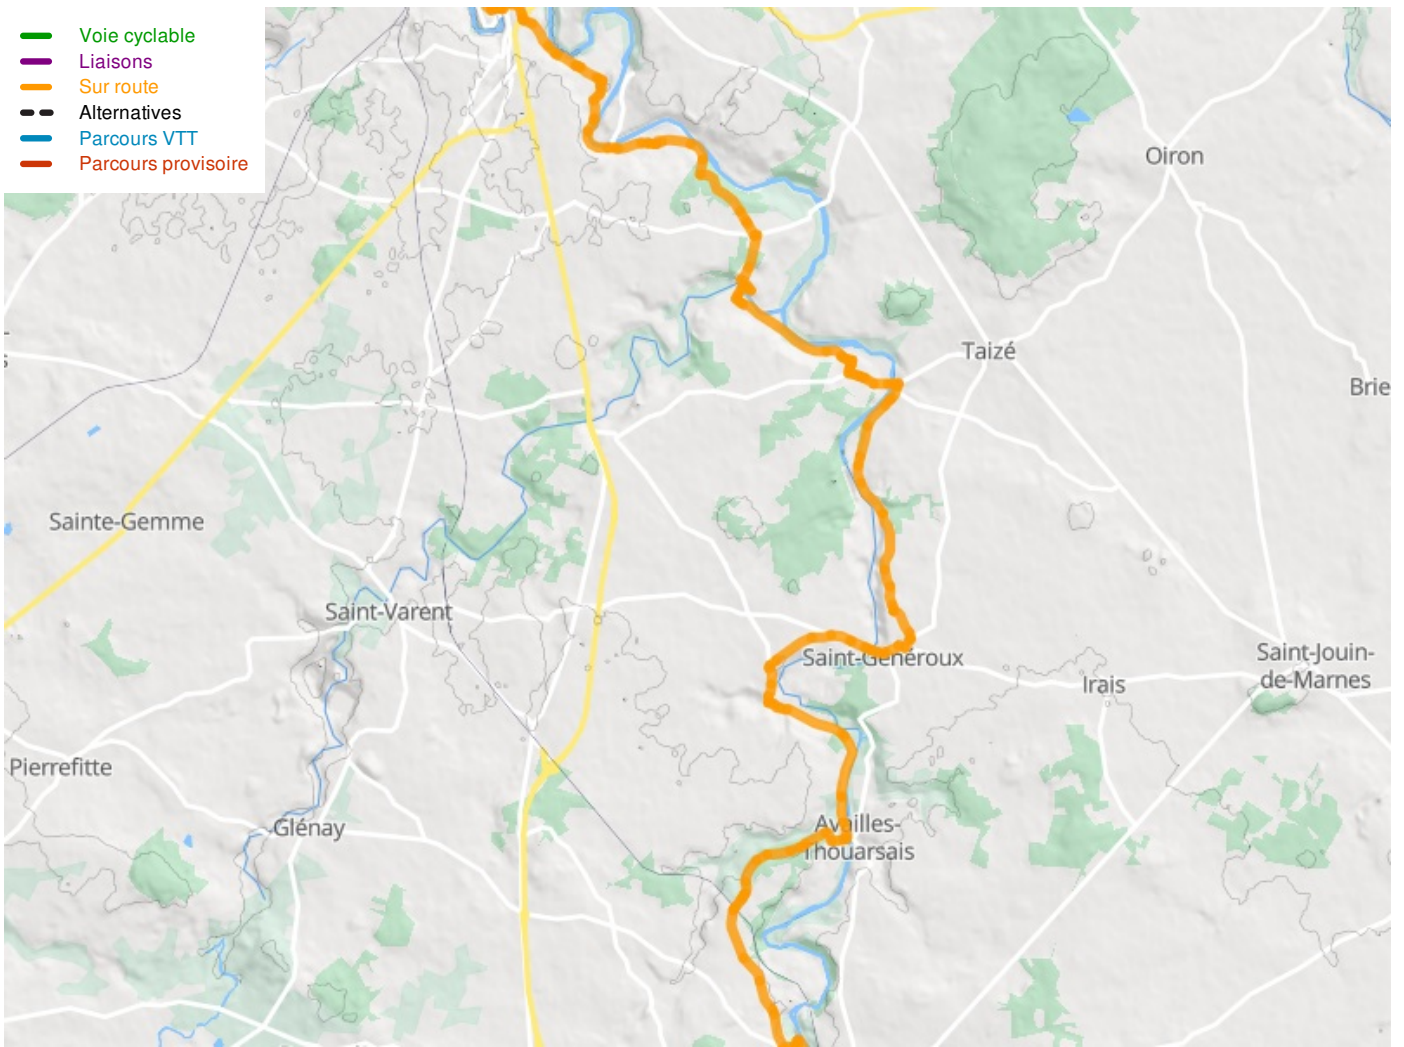 Voie cyclable
Liaisons
Sur route
Alternatives
Parcours VTT
Parcours provisoire
Oiron
Taizé
Brie
Sainte-Gemme
Saint-Varent
Saint-Généroux
Saint-Jouin-
de-Marnes
Irais
Pierrefitte
Glénay
Availles-
Thouarsais